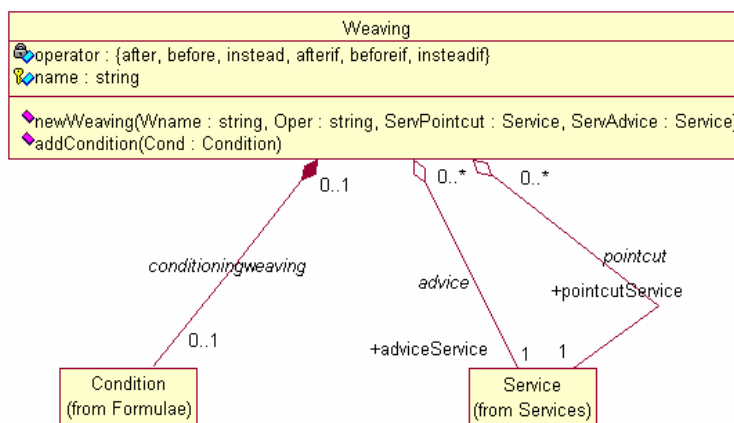 Weaving
operator : {after, before, instead, afterif, beforeif, insteadif}
name : string
newWeaving(Wname : string, Oper : string, ServPointcut : Service, ServAdvice : Service)
addCondition(Cond : Condition)
0..1
0..*
0..*
conditioningweaving
pointcut
advice
+pointcutService
0..1
+adviceService
1
1
Condition
(from Formulae)
Service
(from Services)